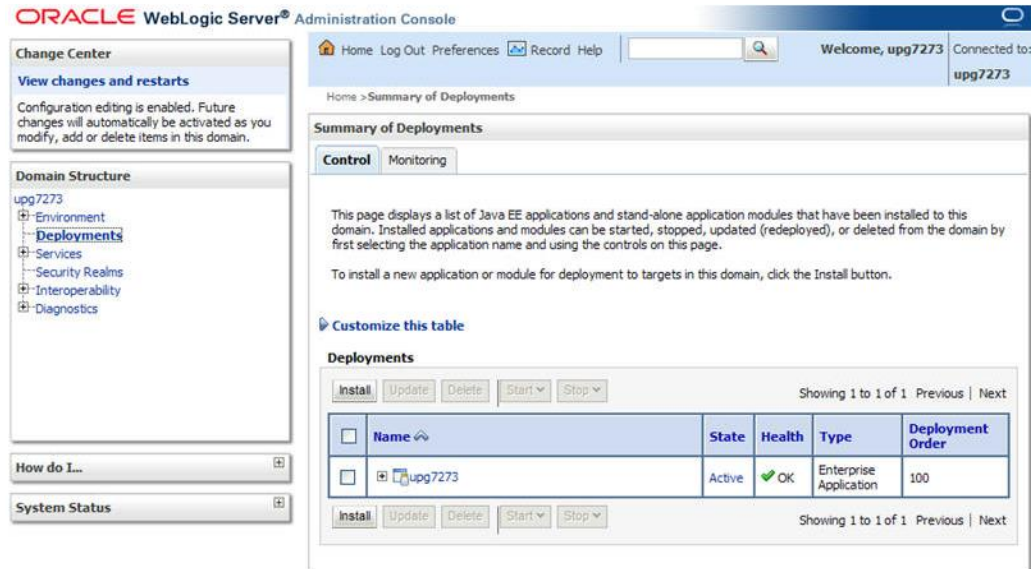 ORACLE WebLogic Server® Administration Console
Change Center
View changes and restarts
Configuration editing is enabled. Future
changes will automatically be activated as you
modify, add or delete items in this domain.
Domain Structure
upg7273
Environment
Deployments
Services
Security Realms
Interoperability
Diagnostics
How do I...
System Status
Home Log Out Preferences Record Help
Welcome, upg7273
Connected to:
upg7273
Home >Summary of Deployments
Summary of Deployments
Control Monitoring
This page displays a list of Java EE applications and stand-alone application modules that have been installed to this
domain. Installed applications and modules can be started, stopped, updated (redeployed), or deleted from the domain by
first selecting the application name and using the controls on this page.
To install a new application or module for deployment to targets in this domain, click the Install button.
Customize this table
Deployments
Install Update Delete Start Stop
Showing 1 to 1 of 1 Previous | Next
Name State Health Type Deployment
Order
upg7273 Active OK Enterprise
Application 100
Install Update Delete Start Stop
Showing 1 to 1 of 1 Previous | Next